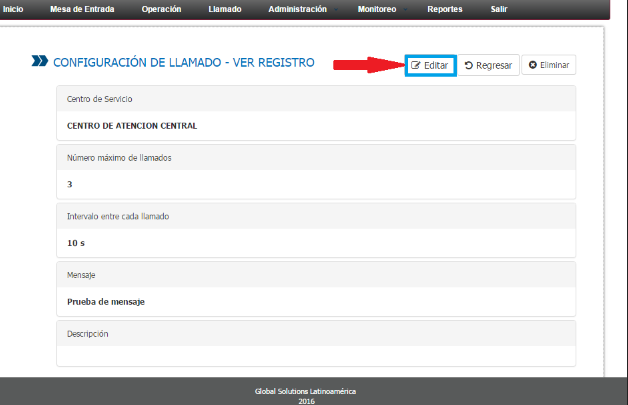 Inicio Mesa de Entrada Operación Llamado Administración Monitoreo Reportes Salir
CONFIGURACIÓN DE LLAMADO - VER REGISTRO Editar Regresar Eliminar
Centro de Servicio
CENTRO DE ATENCION CENTRAL
Número máximo de llamados
3
Intervalo entre cada llamado
10 s
Mensaje
Prueba de mensaje
Descripción
Global Solutions Latinoamérica
2016